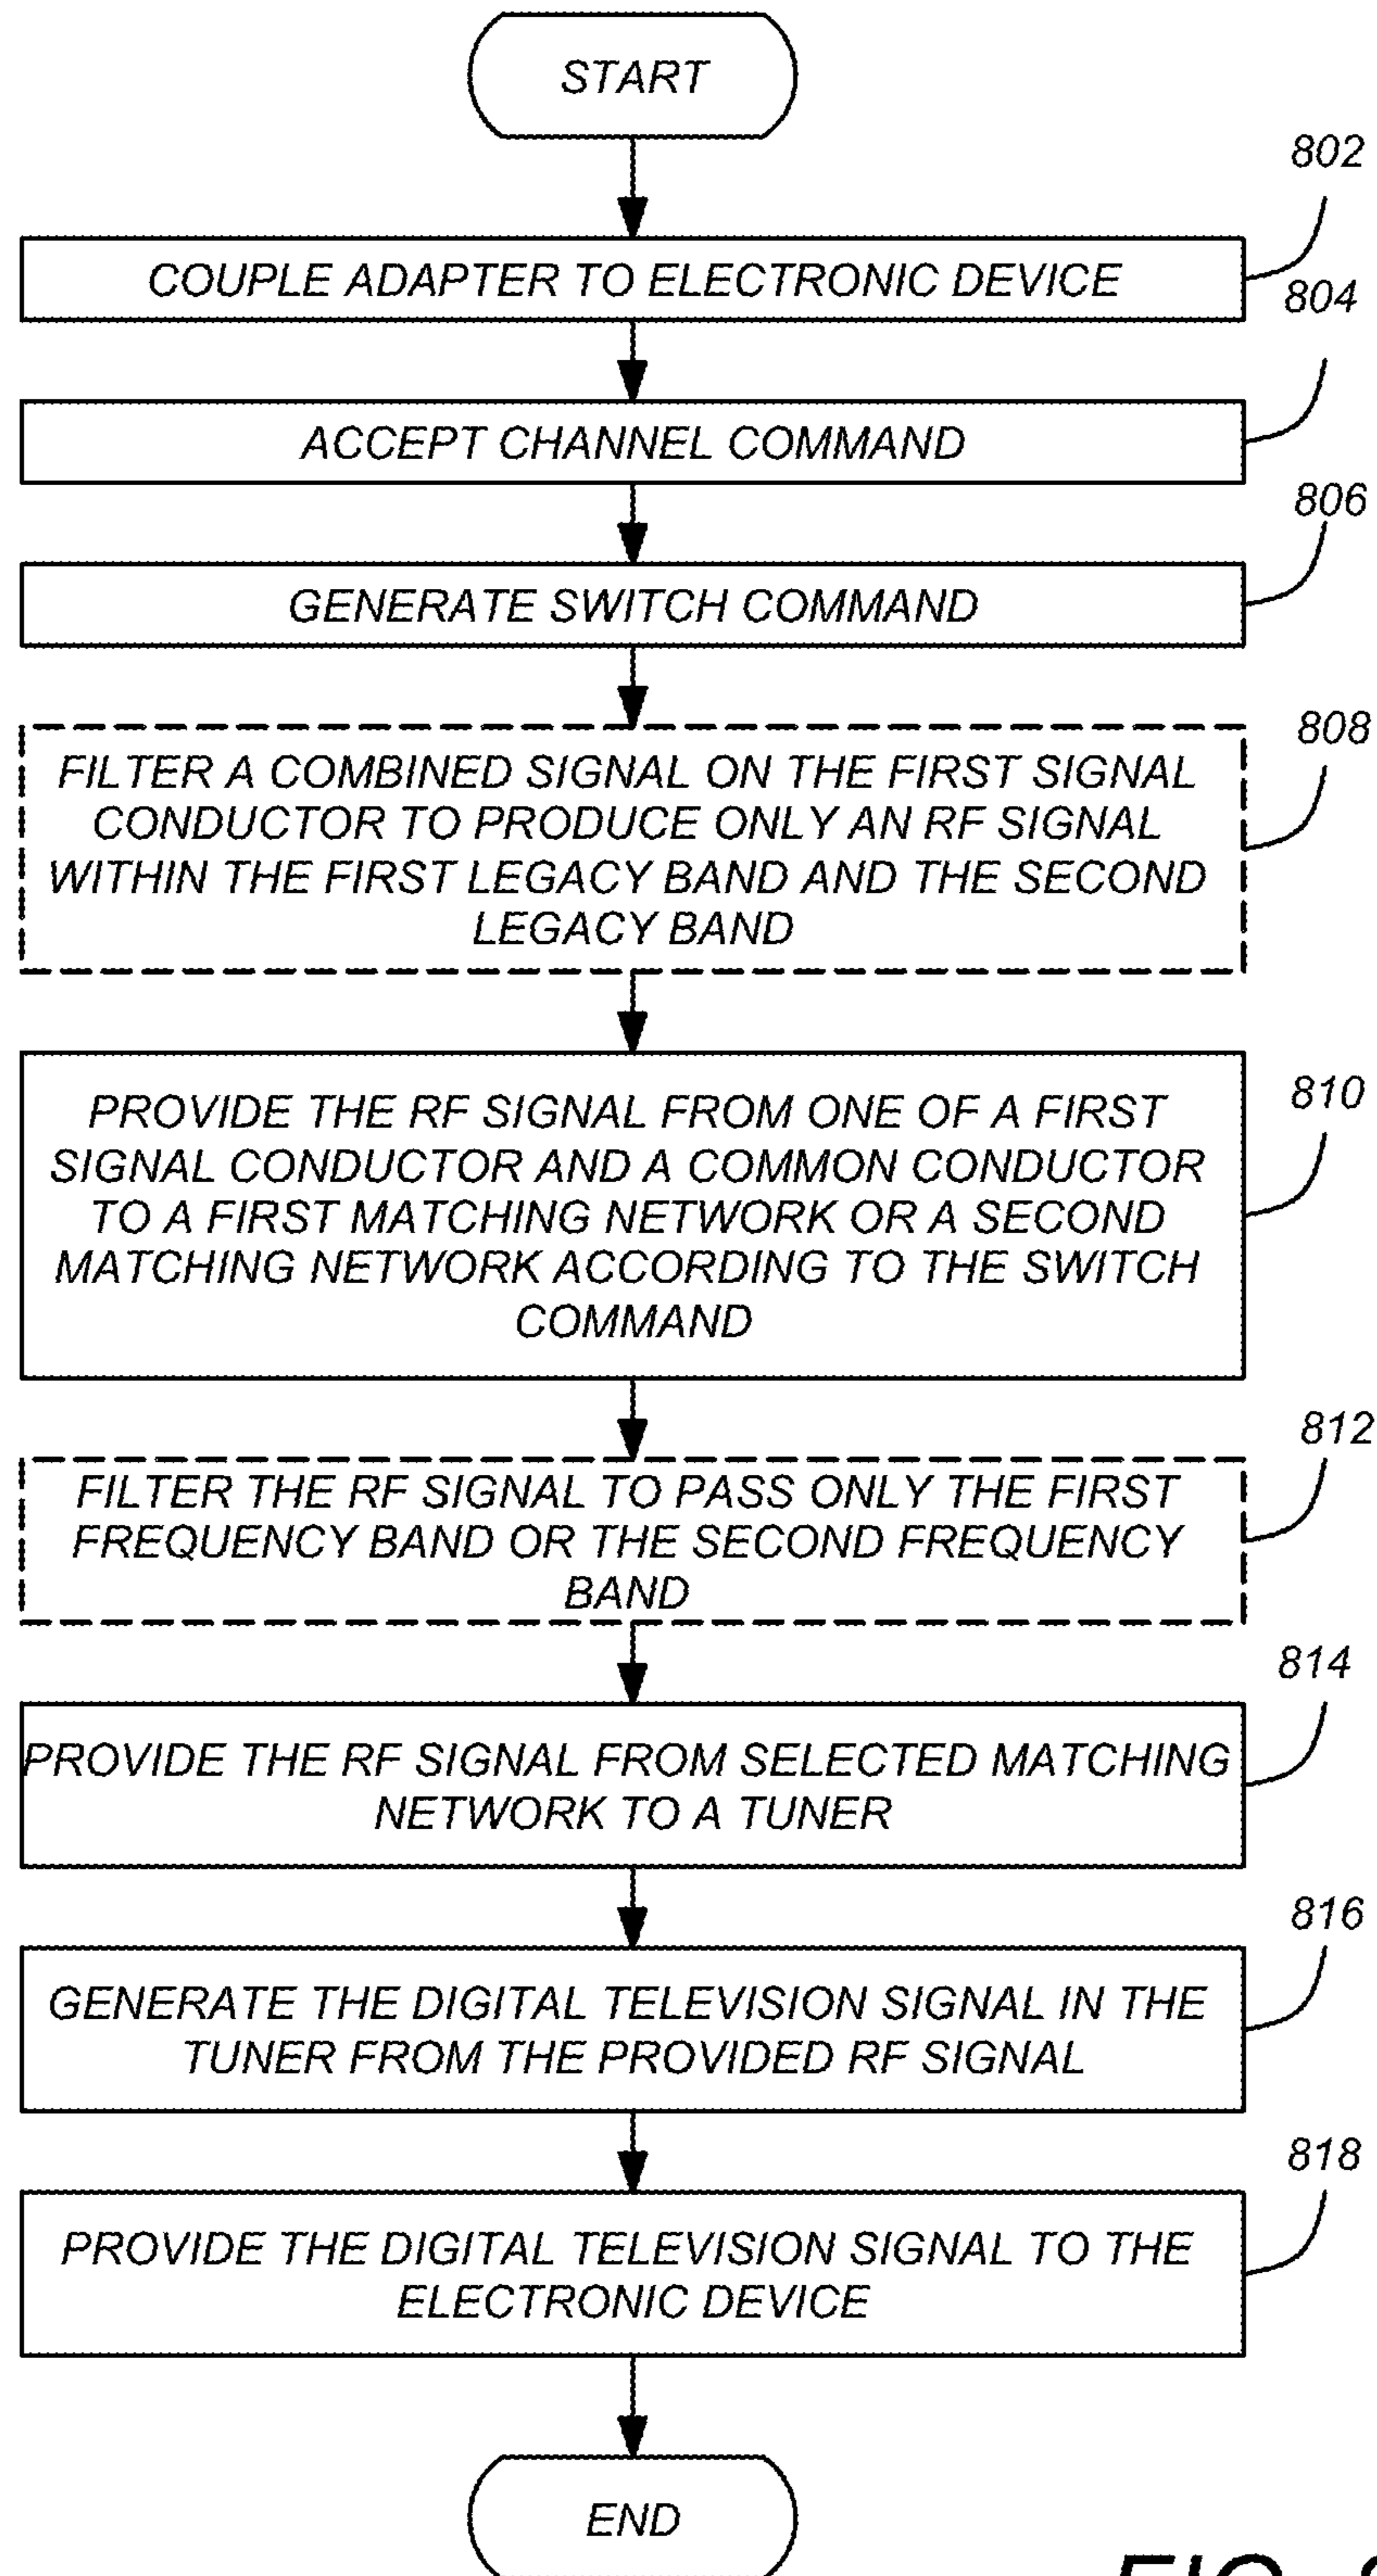 START
802
COUPLE ADAPTER TO ELECTRONIC DEVICE
804
ACCEPT CHANNEL COMMAND
806
GENERATE SWITCH COMMAND
808
FILTER A COMBINED SIGNAL ON THE FIRST SIGNAL
CONDUCTOR TO PRODUCE ONLY AN RF SIGNAL
WITHIN THE FIRST LEGACY BAND AND THE SECOND
LEGACY BAND
810
PROVIDE THE RF SIGNAL FROM ONE OF A FIRST
SIGNAL CONDUCTOR AND A COMMON CONDUCTOR
TO A FIRST MATCHING NETWORK OR A SECOND
MATCHING NETWORK ACCORDING TO THE SWITCH
COMMAND
812
FILTER THE RF SIGNAL TO PASS ONLY THE FIRST
FREQUENCY BAND OR THE SECOND FREQUENCY
BAND
814
PROVIDE THE RF SIGNAL FROM SELECTED MATCHING
NETWORK TO A TUNER
816
GENERATE THE DIGITAL TELEVISION SIGNAL IN THE
TUNER FROM THE PROVIDED RF SIGNAL
818
PROVIDE THE DIGITAL TELEVISION SIGNAL TO THE
ELECTRONIC DEVICE
END
FIG.